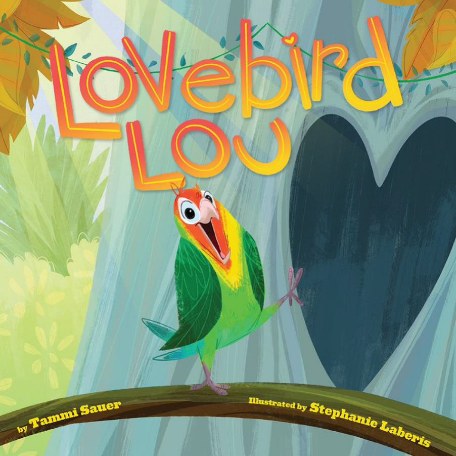 Lovebird
Lou
by Tammi Sauer
Illustrated by Stephanie Laberis